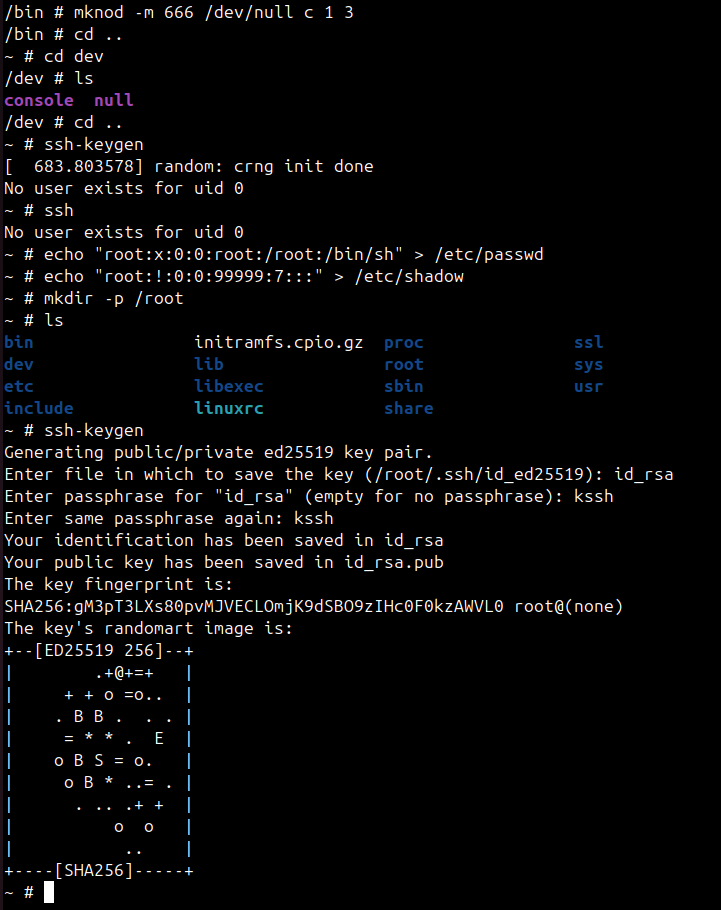 /bin # mknod -m 666 /dev/null c 1 3
/bin # cd ..
~ # cd dev
/dev # ls
console  null
/dev # cd ..
~ # ssh-keygen
[  683.803578] random: crng init done
No user exists for uid 0
~ # ssh
No user exists for uid 0
~ # echo "root:x:0:0:root:/root:/bin/sh" > /etc/passwd
~ # echo "root:!:0:0:99999:7:::" > /etc/shadow
~ # mkdir -p /root
~ # ls
bin                initramfs.cpio.gz  proc               ssl
dev                lib                root               sys
etc                libexec            sbin               usr
include            linuxrc            share
~ # ssh-keygen
Generating public/private ed25519 key pair.
Enter file in which to save the key (/root/.ssh/id_ed25519): id_rsa
Enter passphrase for "id_rsa" (empty for no passphrase): kssh
Enter same passphrase again: kssh
Your identification has been saved in id_rsa
Your public key has been saved in id_rsa.pub
The key fingerprint is:
SHA256:gM3pT3LXs80pvMJVECLOmjK9dSBO9zIHc0F0kzAWVL0 root@(none)
The key's randomart image is:
+--[ED25519 256]--+
|        .+@+=+   |
|     + + o =o..  |
|    . B B .  . . |
|     = * * .  E  |
|    o B S = o.   |
|     o B * ..= . |
|      . .. .+ +  |
|          o  o   |
|           ..    |
+----[SHA256]-----+
~ #